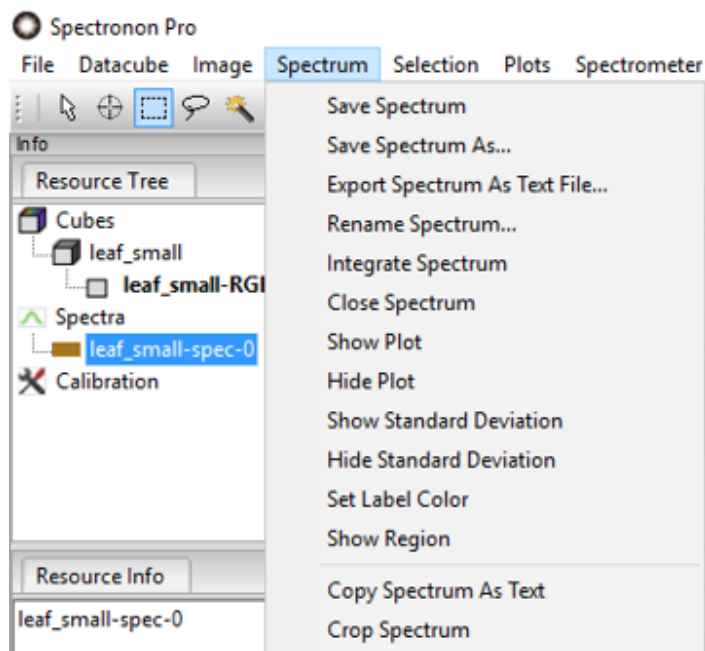 Spectronon Pro
File Datacube Image Spectrum Selection Plots Spectrometer
Info
Resource Tree
Cubes
leaf_small
leaf_small-RGI
Spectra
leaf_small-spec-0
Calibration
Resource Info
leaf_small-spec-0
Save Spectrum
Save Spectrum As...
Export Spectrum As Text File...
Rename Spectrum...
Integrate Spectrum
Close Spectrum
Show Plot
Hide Plot
Show Standard Deviation
Hide Standard Deviation
Set Label Color
Show Region
Copy Spectrum As Text
Crop Spectrum